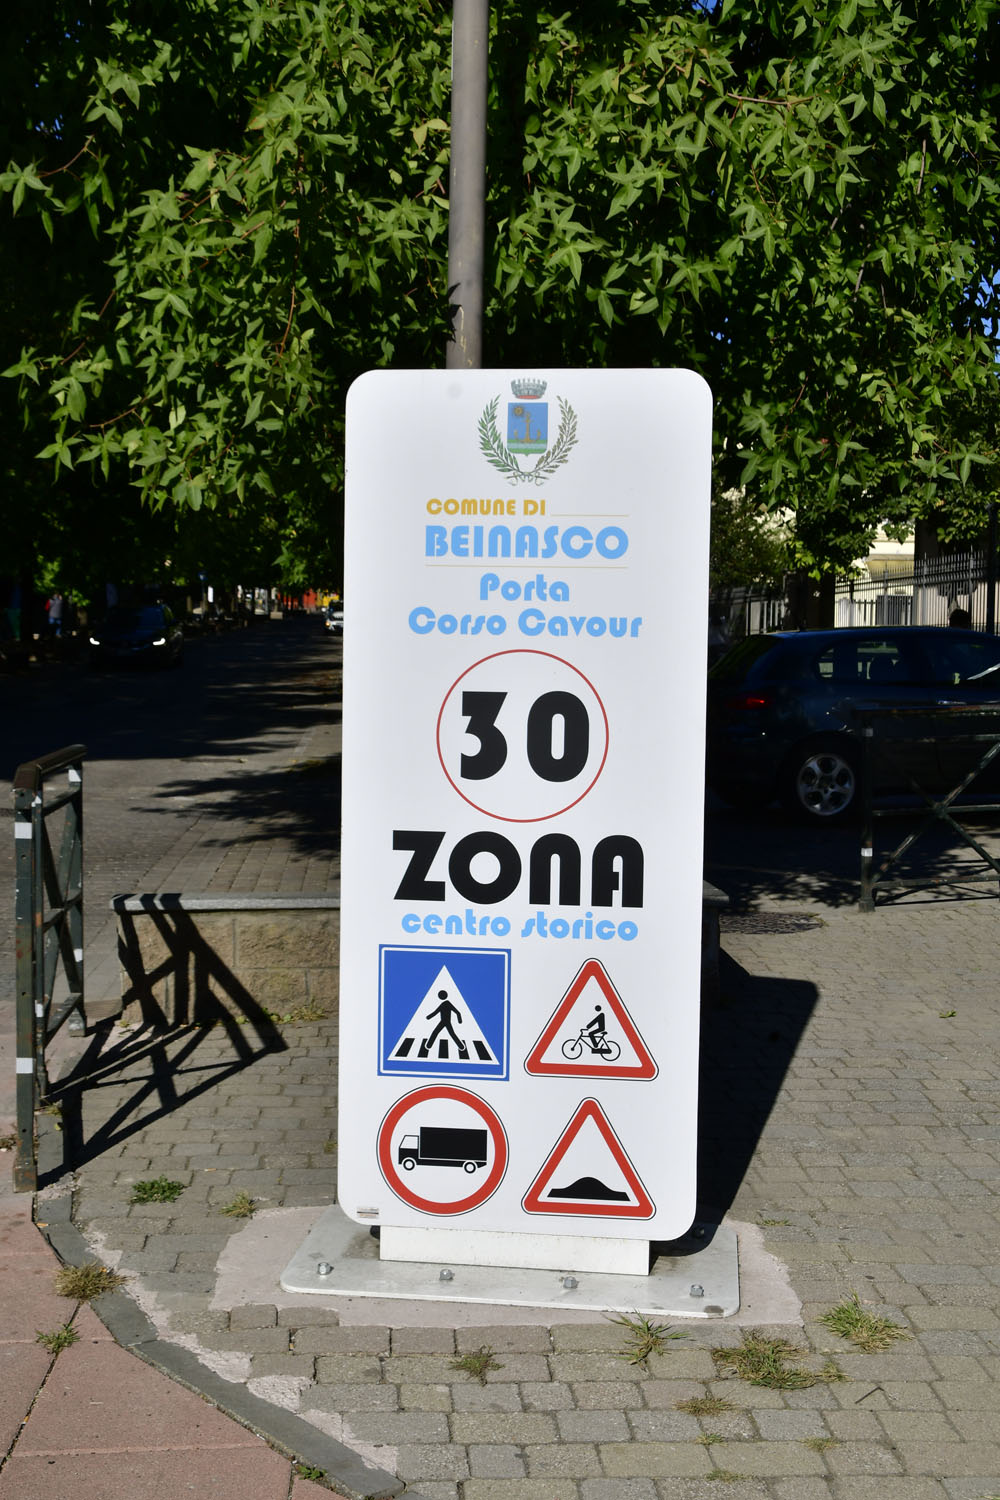 COMUNE DI
BEINASCO
Porta
Corso Cavour
30
ZONA
centro storico